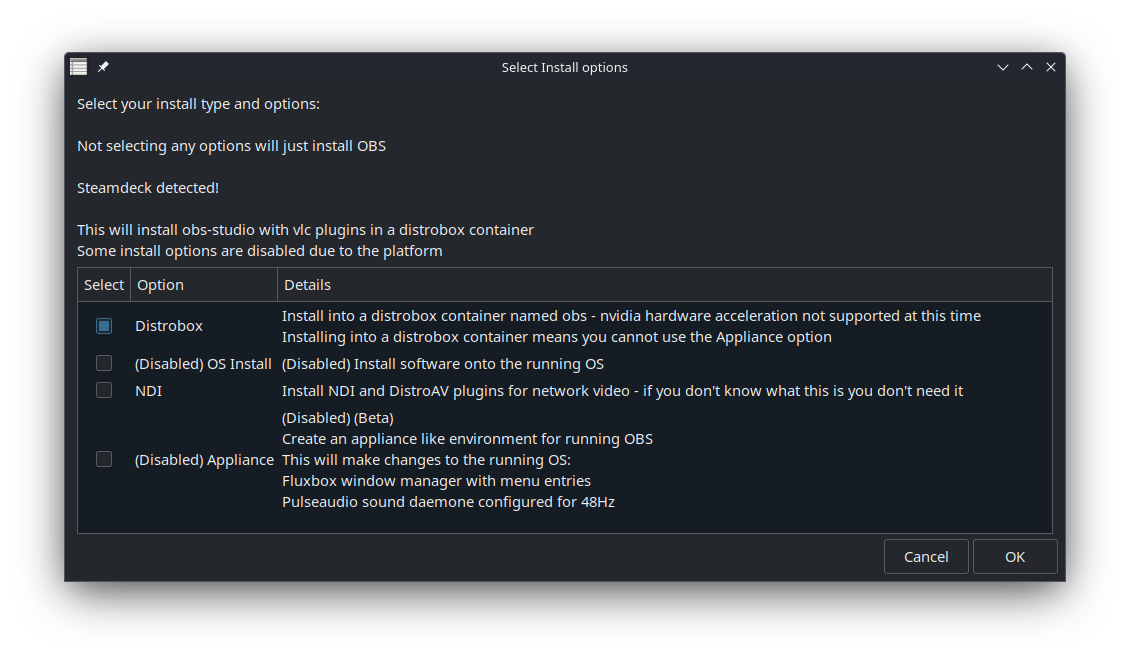 Select Install options
Select your install type and options:
Not selecting any options will just install OBS
Steamdeck detected!
This will install obs-studio with vlc plugins in a distrobox container
Some install options are disabled due to the platform
Select Option Details
Distrobox
Install into a distrobox container named obs - nvidia hardware acceleration not supported at this time
Installing into a distrobox container means you cannot use the Appliance option
(Disabled) OS Install (Disabled) Install software onto the running OS
NDI Install NDI and DistroAV plugins for network video - if you don't know what this is you don't need it
(Disabled) Appliance
(Disabled) (Beta)
Create an appliance like environment for running OBS
This will make changes to the running OS:
Fluxbox window manager with menu entries
Pulseaudio sound daemone configured for 48Hz
Cancel OK